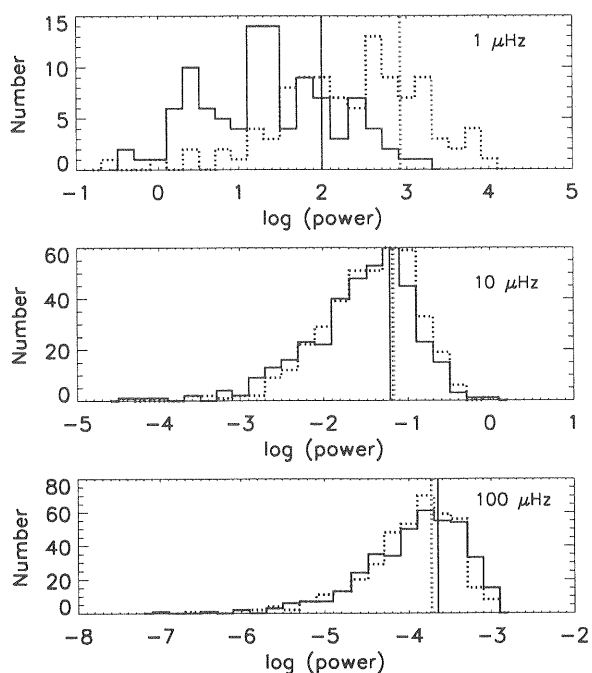 15
10
5
0
Number
1 μHz
-1 0 1 2 3 4 5
log (power)
60
40
20
0
Number
10 μHz
-5 -4 -3 -2 -1 0 1
log (power)
80
60
40
20
0
Number
100 μHz
-8 -7 -6 -5 -4 -3 -2
log (power)